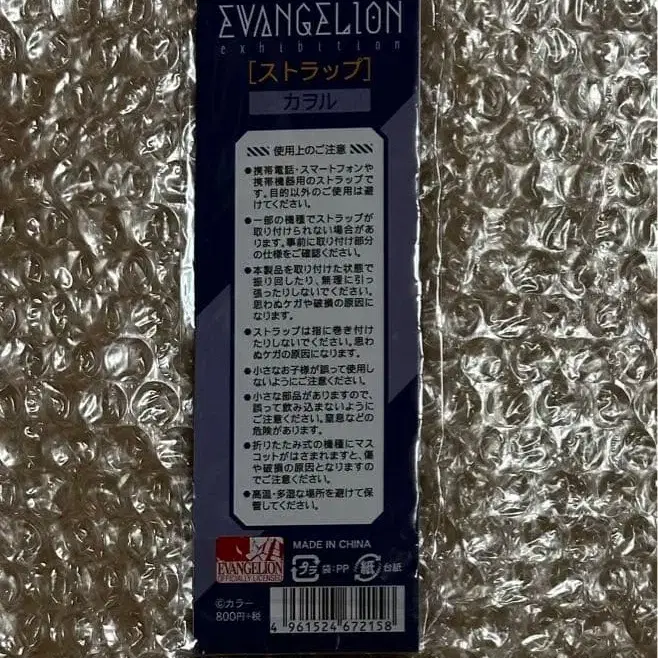 EVANGELION
exhibition
[ストラップ]
カヲル
使用上のご注意
●携帯電話・スマートフォンや
携帯機器用のストラップで
す。目的以外のご使用は避
けてください。
●一部の機種でストラップが
取り付けられない場合があ
ります。事前に取り付け部分
の仕様をご確認ください。
●本製品を取り付けた状態で
振り回したり、無理に引っ
張ったりしないでください。
思わぬケガや破損の原因に
なります。
●ストラップは指に巻き付け
たりしないでください。思わ
ぬケガの原因になります。
●小さなお子様が誤って使用し
ないようにご注意ください。
●小さな部品がありますので、
誤って飲み込まないように
ご注意ください。窒息などの
危険があります。
●折りたたみ式の機種にマス
コットがはさまれますと、傷
や破損の原因となりますの
でご注意ください。
●高温・多湿な場所を避けて保
管してください。
EVANGELION
OFFICIALLY LICENSED
MADE IN CHINA
プラ 袋:PP 紙 台紙
©カラー
800円+税
4 961524 672158